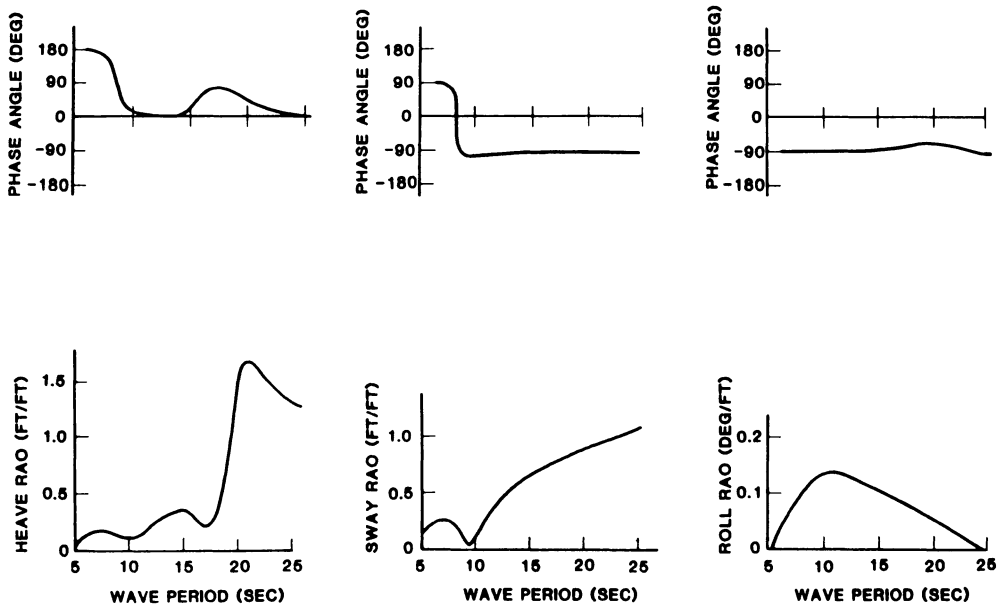 PHASE ANGLE (DEG)
180
90
0
-90
-180
PHASE ANGLE (DEG)
180
90
0
-90
-180
PHASE ANGLE (DEG)
180
90
0
-90
-180
HEAVE RAO (FT/FT)
1.5
1.0
0.5
0
5 10 15 20 25
WAVE PERIOD (SEC)
SWAY RAO (FT/FT)
1.0
0.5
0
5 10 15 20 25
WAVE PERIOD (SEC)
ROLL RAO (DEG/FT)
0.2
0.1
0
5 10 15 20 25
WAVE PERIOD (SEC)